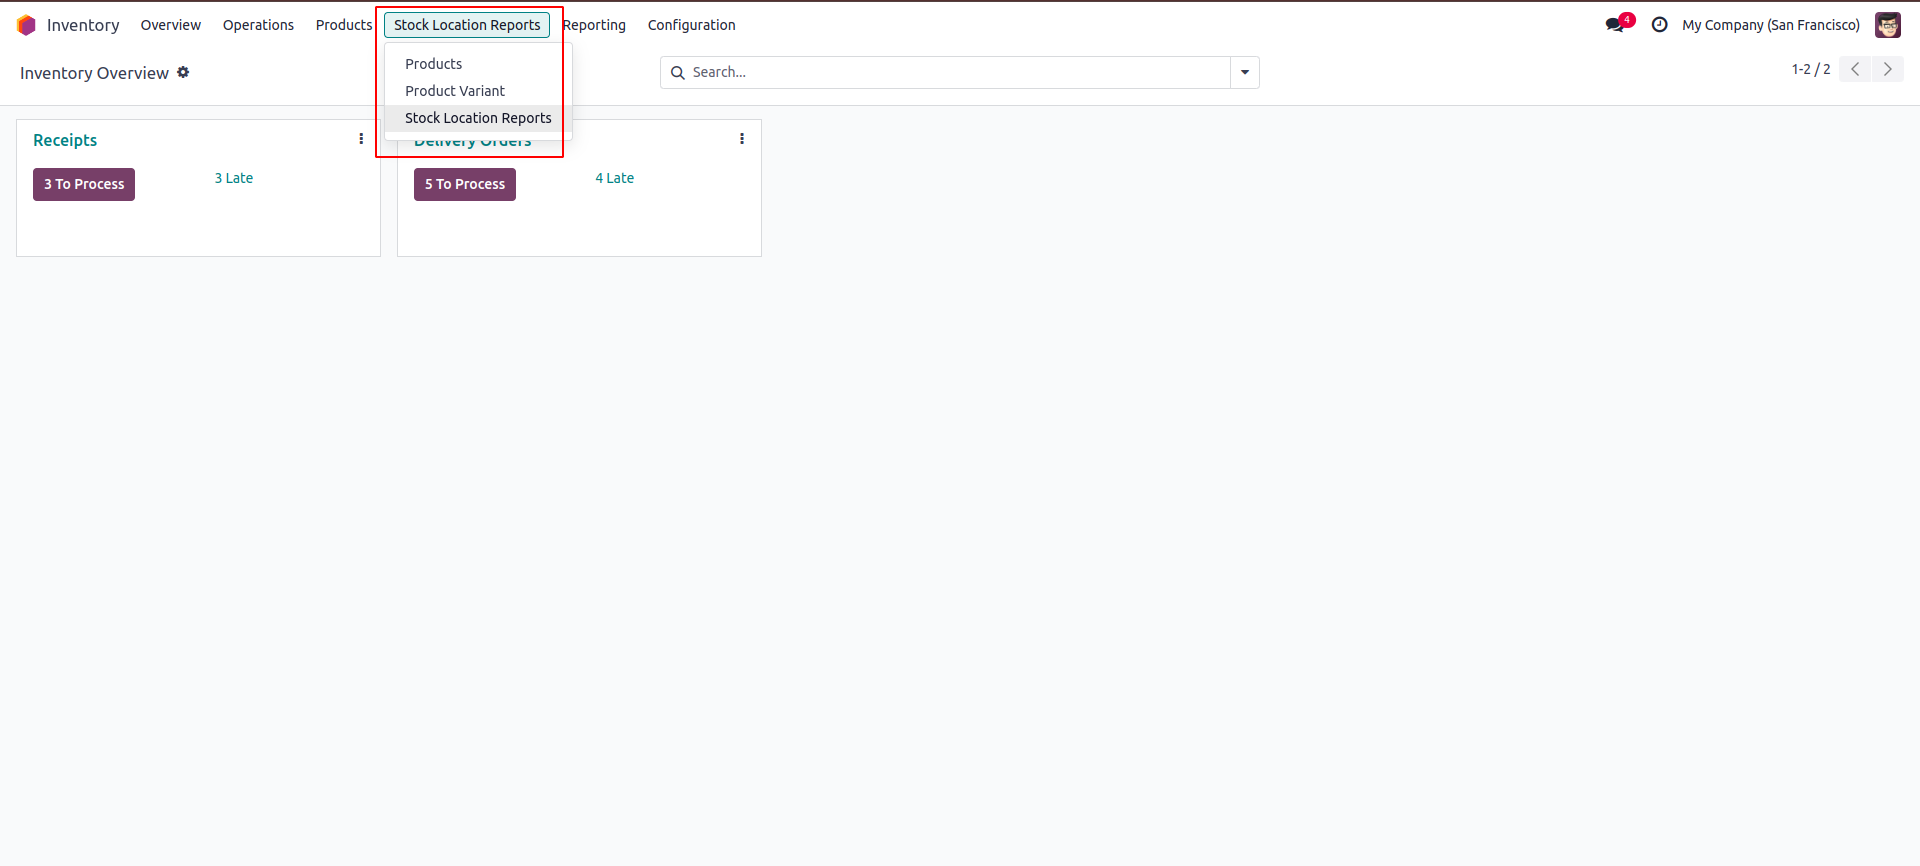 Inventory Overview Operations Products Stock Location Reports Reporting Configuration 4 My Company (San Francisco)
Products
Product Variant
Stock Location Reports
Inventory Overview Search... 1-2 / 2
Receipts Delivery Orders
3 To Process 3 Late 5 To Process 4 Late